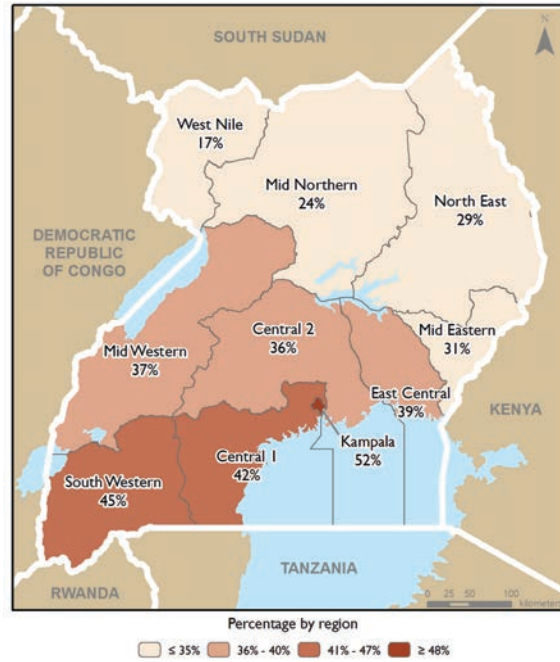 N
SOUTH SUDAN
West Nile
17%
Mid Northern
24%
North East
29%
DEMOCRATIC
REPUBLIC
OF CONGO
Mid Eastern
31%
Central 2
36%
Mid Western
37%
East Central
39%
KENYA
Kampala
52%
Central 1
42%
South Western
45%
TANZANIA
RWANDA
0 25 50 100
kilometers
Percentage by region
≤ 35% 36% - 40% 41% - 47% ≥ 48%